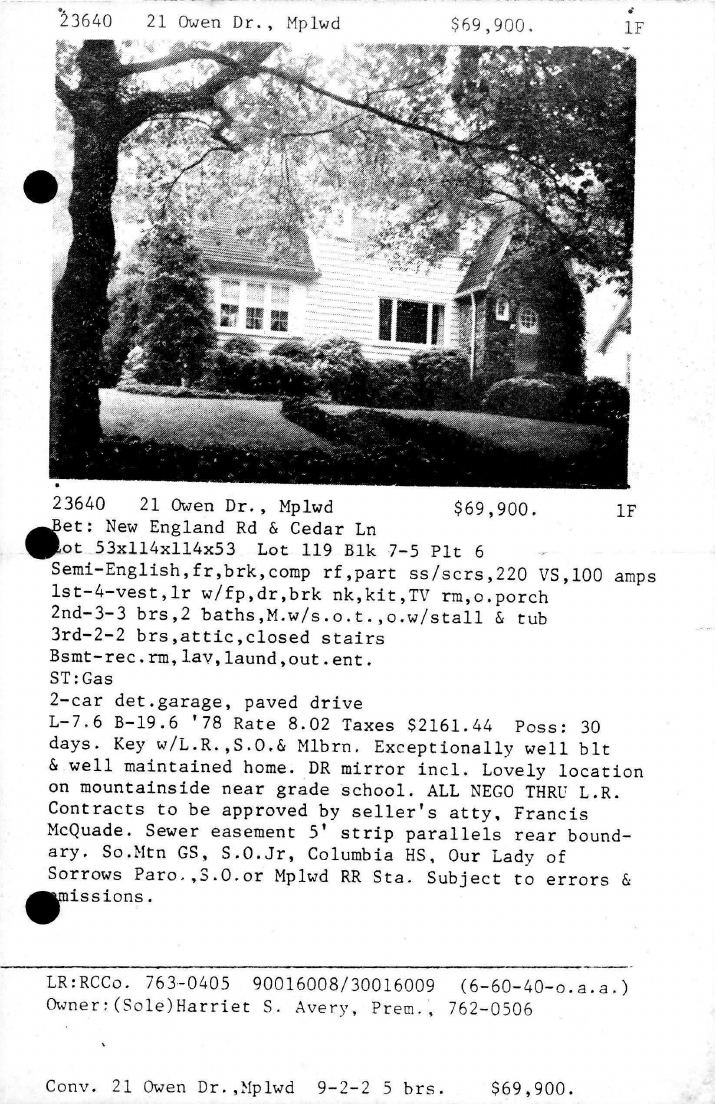 23640 21 Owen Dr., Mplwd $69,900. 1F
23640 21 Owen Dr., Mplwd $69,900. 1F
Bet: New England Rd & Cedar Ln
Lot 53x114x114x53 Lot 119 Blk 7-5 Plt 6
Semi-English,fr,brk,comp rf,part ss/scrs,220 VS,100 amps
1st-4-vest,lr w/fp,dr,brk nk,kit,TV rm,o.porch
2nd-3-3 brs,2 baths,M.w/s.o.t.,o.w/stall & tub
3rd-2-2 brs,attic,closed stairs
Bsmt-rec.rm,lav,laund,out.ent.
ST:Gas
2-car det.garage, paved drive
L-7.6 B-19.6 '78 Rate 8.02 Taxes $2161.44 Poss: 30
days. Key w/L.R.,S.O.& Mlbrn. Exceptionally well blt
& well maintained home. DR mirror incl. Lovely location
on mountainside near grade school. ALL NEGO THRU L.R.
Contracts to be approved by seller's atty, Francis
McQuade. Sewer easement 5' strip parallels rear bound-
ary. So.Mtn GS, S.O.Jr, Columbia HS, Our Lady of
Sorrows Paro.,S.O.or Mplwd RR Sta. Subject to errors &
omissions.
LR:RCCo. 763-0405 90016008/30016009 (6-60-40-o.a.a.)
Owner:(Sole)Harriet S. Avery, Prem., 762-0506
Conv. 21 Owen Dr.,Mplwd 9-2-2 5 brs. $69,900.